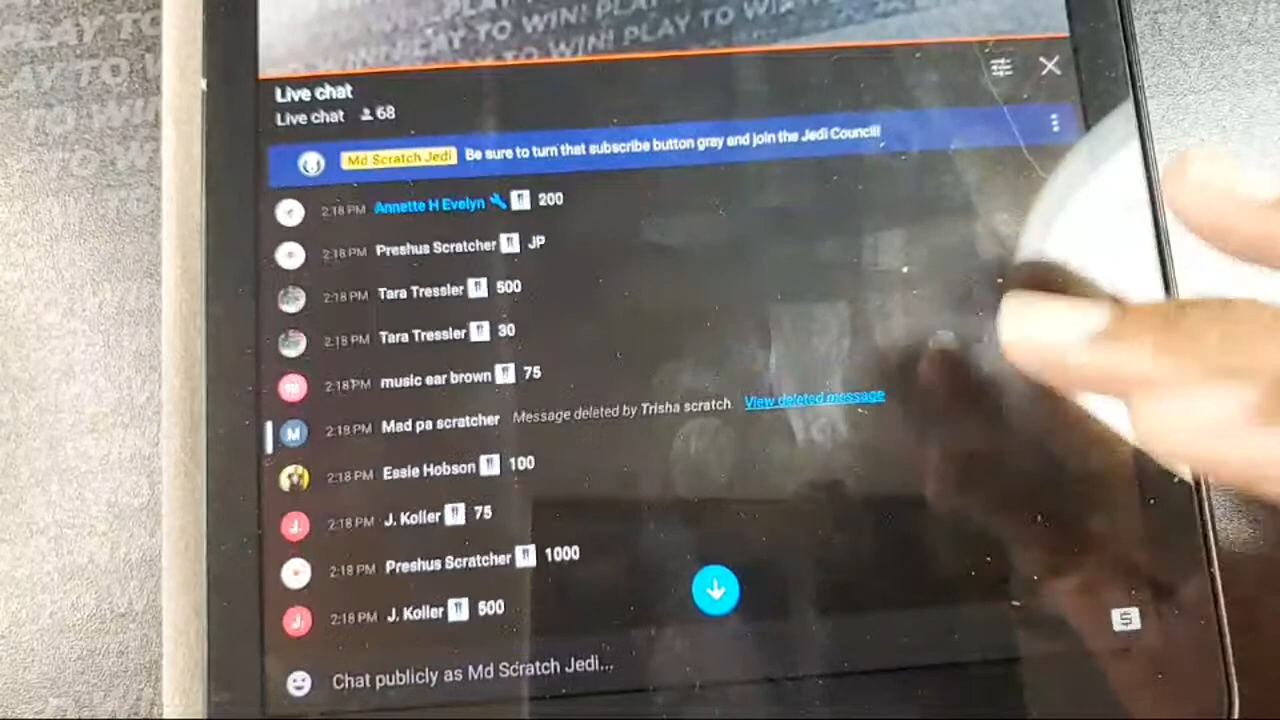 PLAY TO WIN! PLAY TO WIN!
TO WIN! PLAY TO WIN!
Live chat
Live chat 68
Md Scratch Jedi Be sure to turn that subscribe button gray and join the Jedi Council!
2:18 PM Annette H Evelyn 200
2:18 PM Preshus Scratcher JP
2:18 PM Tara Tressler 500
2:18 PM Tara Tressler 30
2:18 PM music ear brown 75
M 2:18 PM Mad pa scratcher Message deleted by Trisha scratch. View deleted message
2:18 PM Essie Hobson 100
J. 2:18 PM J. Koller 75
2:18 PM Preshus Scratcher 1000
J. 2:18 PM J. Koller 500
Chat publicly as Md Scratch Jedi...